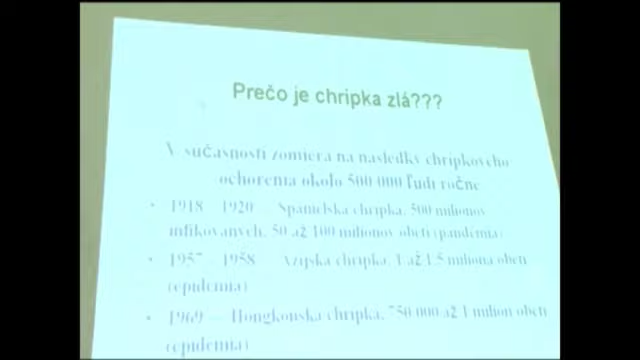 Prečo je chripka zlá???
V súčasnosti zomiera na následky chrípkového
ochorenia okolo 500 000 ľudí ročne
• 1918 – 1920 – Španielska chrípka, 500 miliónov
infikovaných, 50 až 100 miliónov obetí (pandémia)
• 1957 – 1958 – Ázijská chrípka, 1 až 1.5 milióna obetí
(epidémia)
• 1969 – Hongkonská chrípka, 750 000 až 1 milión obetí
(epidémia)